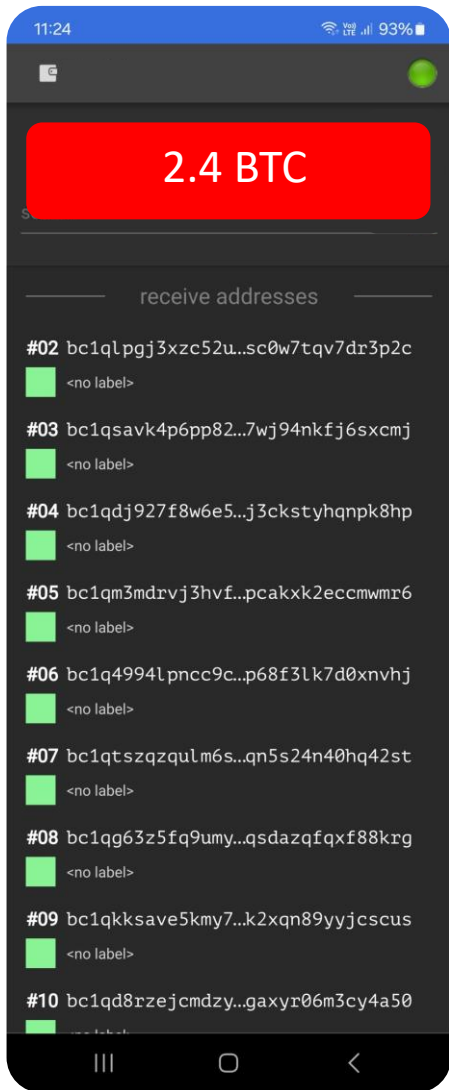 11:24 Vo)) LTE 93%
2.4 BTC
receive addresses
#02 bc1qlpgj3xzc52u…sc0w7tqv7dr3p2c
<no label>
#03 bc1qsavk4p6pp82…7wj94nkfj6sxcmj
<no label>
#04 bc1qdj927f8w6e5…j3ckstyhqnpk8hp
<no label>
#05 bc1qm3mdrvj3hvf…pcakxk2eccmwmr6
<no label>
#06 bc1q4994lpncc9c…p68f3lk7d0xnvhj
<no label>
#07 bc1qtszqzqulm6s…qn5s24n40hq42st
<no label>
#08 bc1qg63z5fq9umy…qsdazqfqxf88krg
<no label>
#09 bc1qkksave5kmy7…k2xqn89yyjcscus
<no label>
#10 bc1qd8rzejcmdzy…gaxyr06m3cy4a50